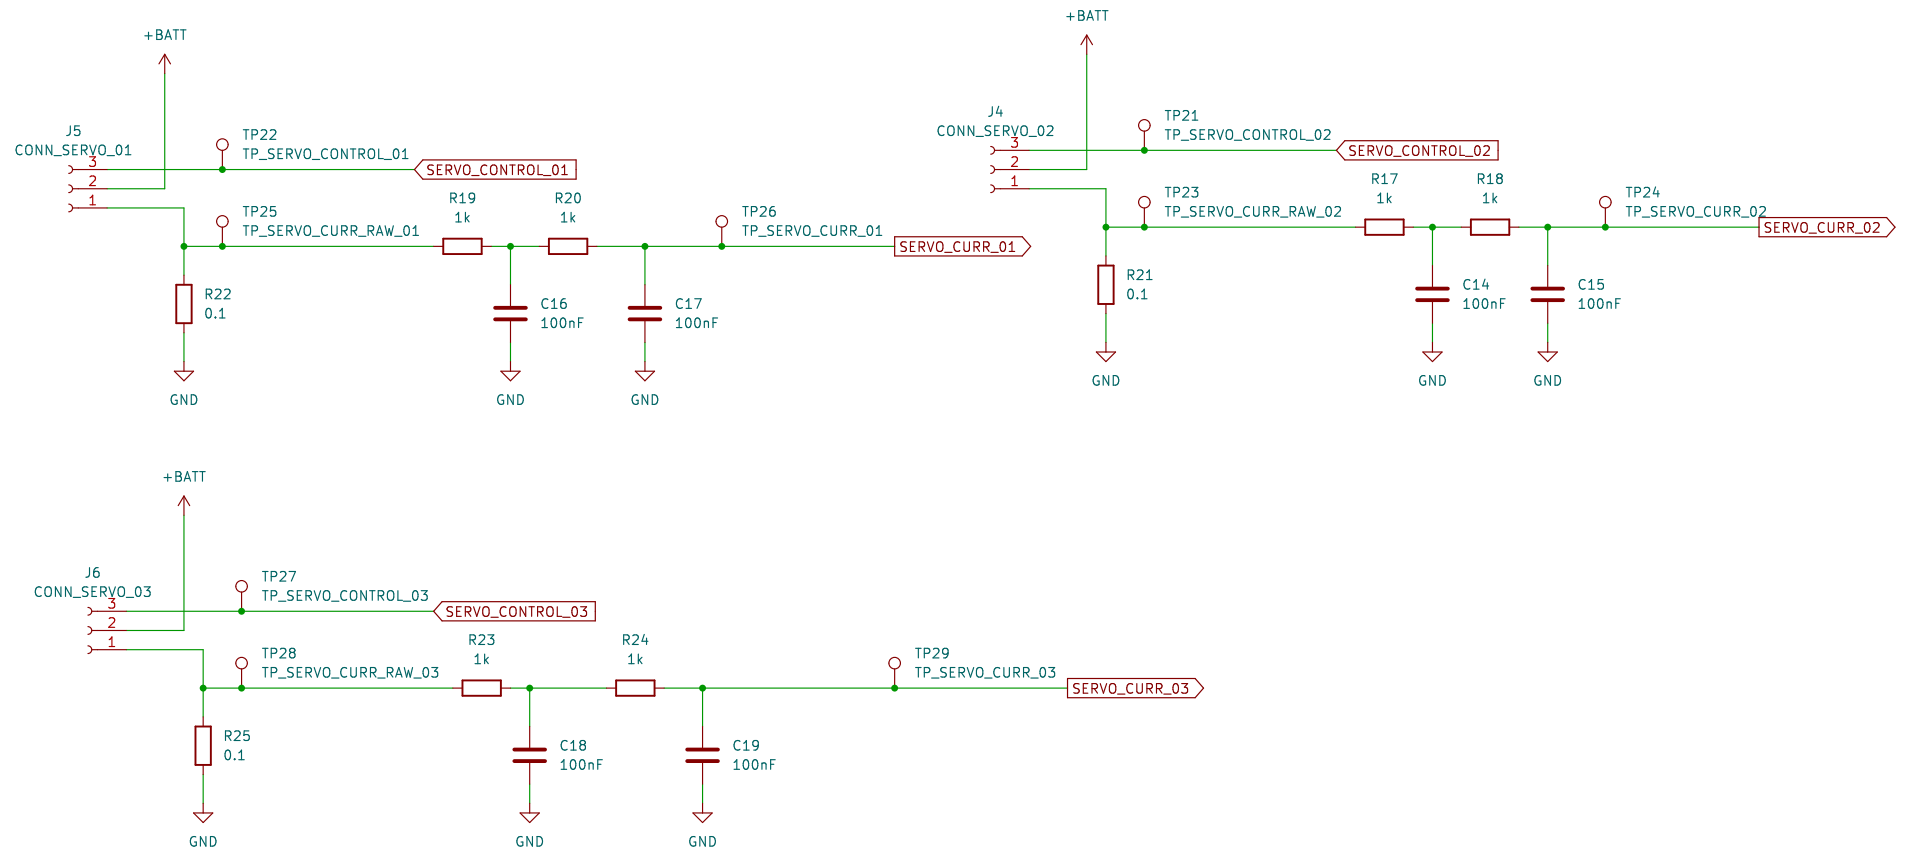 +BATT
J5
CONN_SERVO_01
3
2
1
TP22
TP_SERVO_CONTROL_01
SERVO_CONTROL_01
TP25
TP_SERVO_CURR_RAW_01
R19
1k
R20
1k
TP26
TP_SERVO_CURR_01
SERVO_CURR_01
R22
0.1
C16
100nF
C17
100nF
GND
GND
GND
+BATT
J4
CONN_SERVO_02
3
2
1
TP21
TP_SERVO_CONTROL_02
SERVO_CONTROL_02
TP23
TP_SERVO_CURR_RAW_02
R17
1k
R18
1k
TP24
TP_SERVO_CURR_02
SERVO_CURR_02
R21
0.1
C14
100nF
C15
100nF
GND
GND
GND
+BATT
J6
CONN_SERVO_03
3
2
1
TP27
TP_SERVO_CONTROL_03
SERVO_CONTROL_03
TP28
TP_SERVO_CURR_RAW_03
R23
1k
R24
1k
TP29
TP_SERVO_CURR_03
SERVO_CURR_03
R25
0.1
C18
100nF
C19
100nF
GND
GND
GND